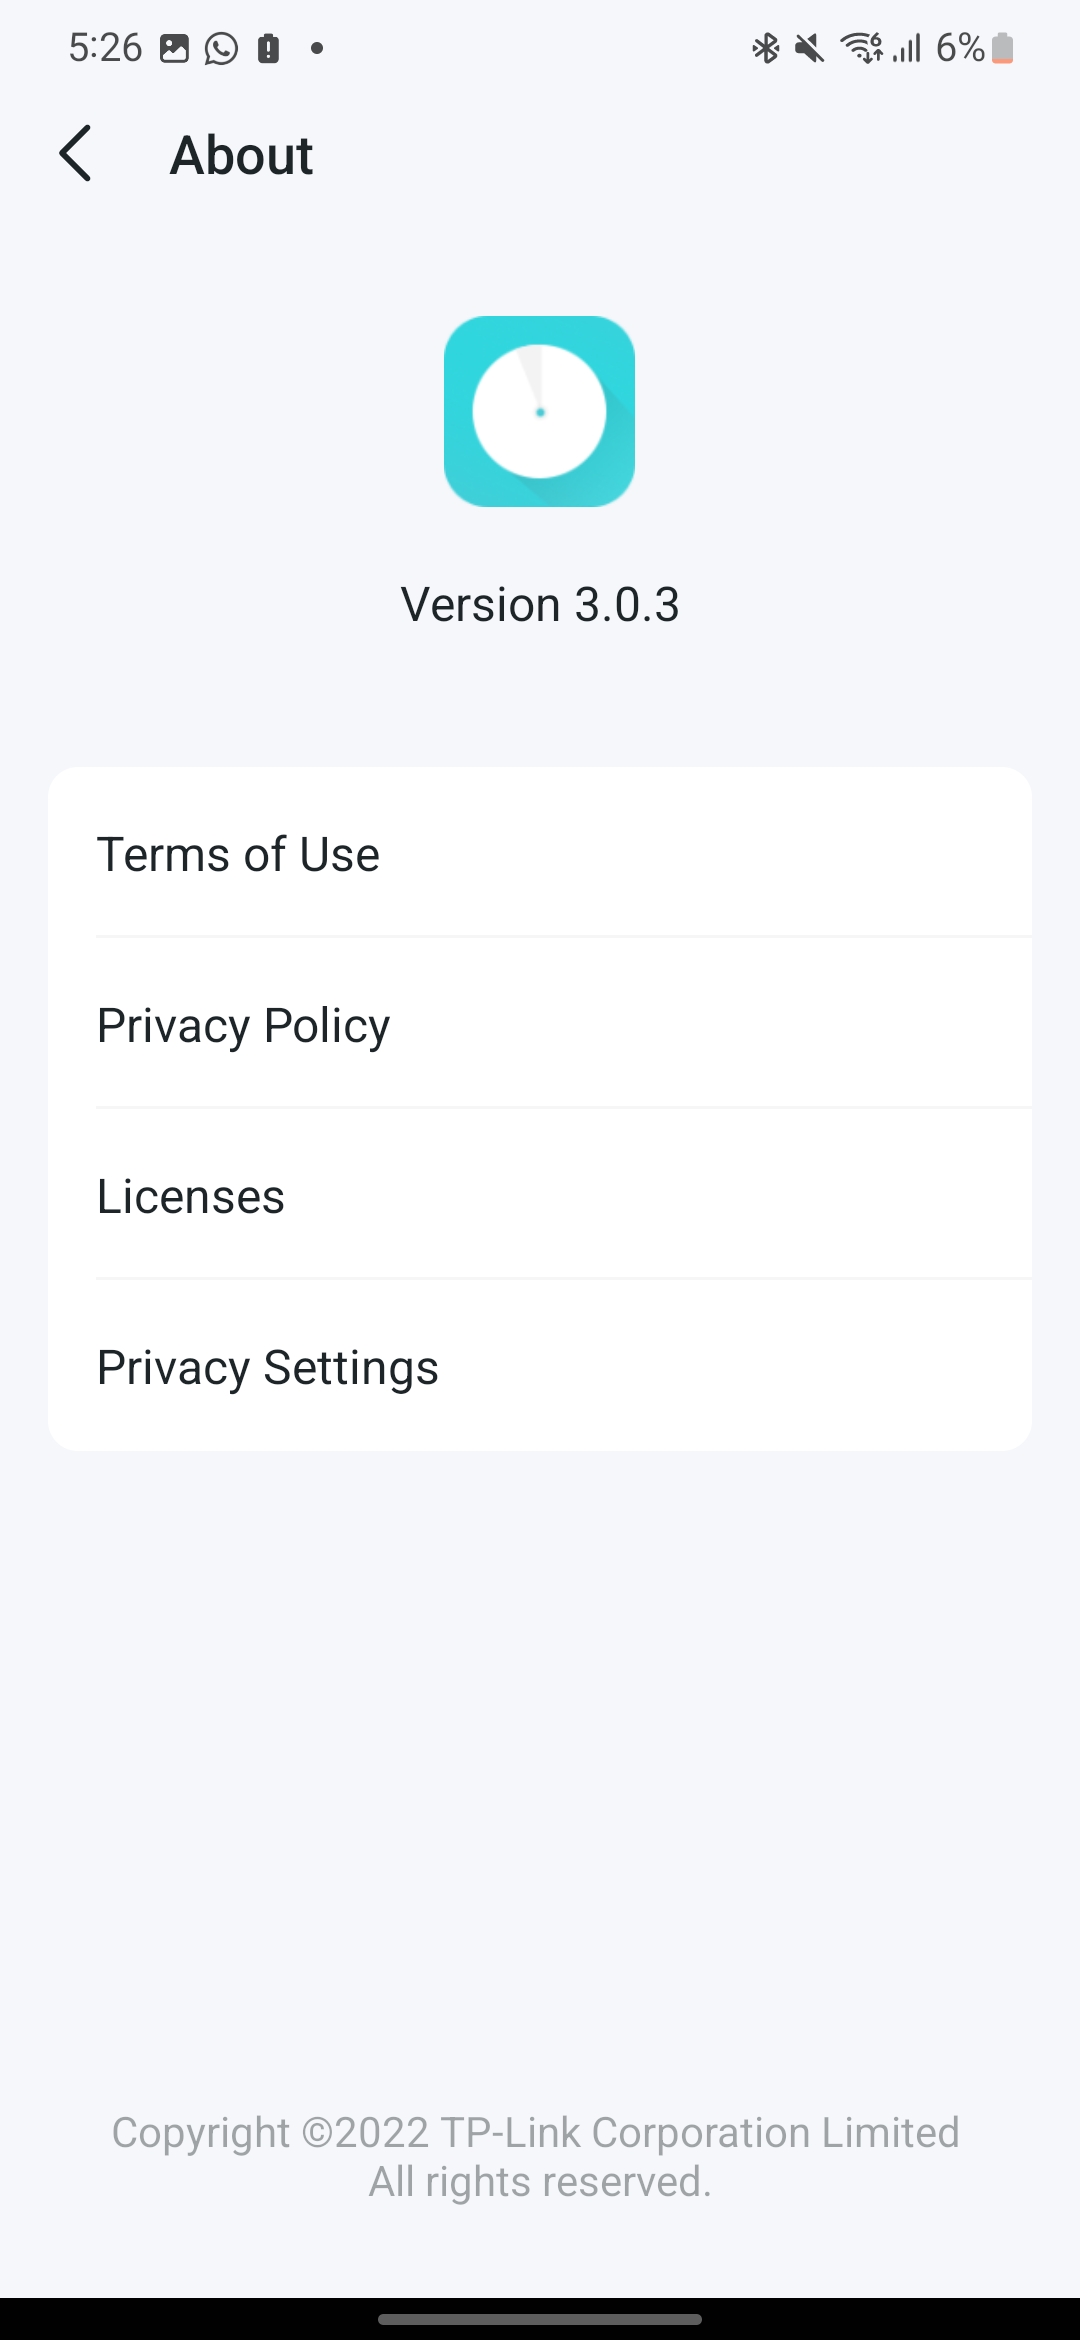 5:26 6%
About
Version 3.0.3
Terms of Use
Privacy Policy
Licenses
Privacy Settings
Copyright ©2022 TP-Link Corporation Limited
All rights reserved.